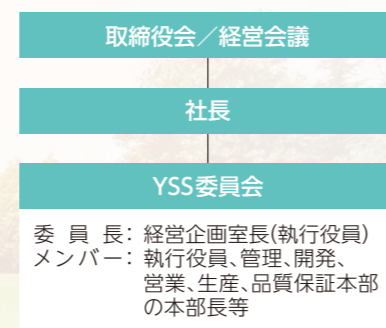 取締役会／経営会議
社長
YSS委員会
委員長：経営企画室長(執行役員)
メンバー：執行役員、管理、開発、
営業、生産、品質保証本部
の本部長等